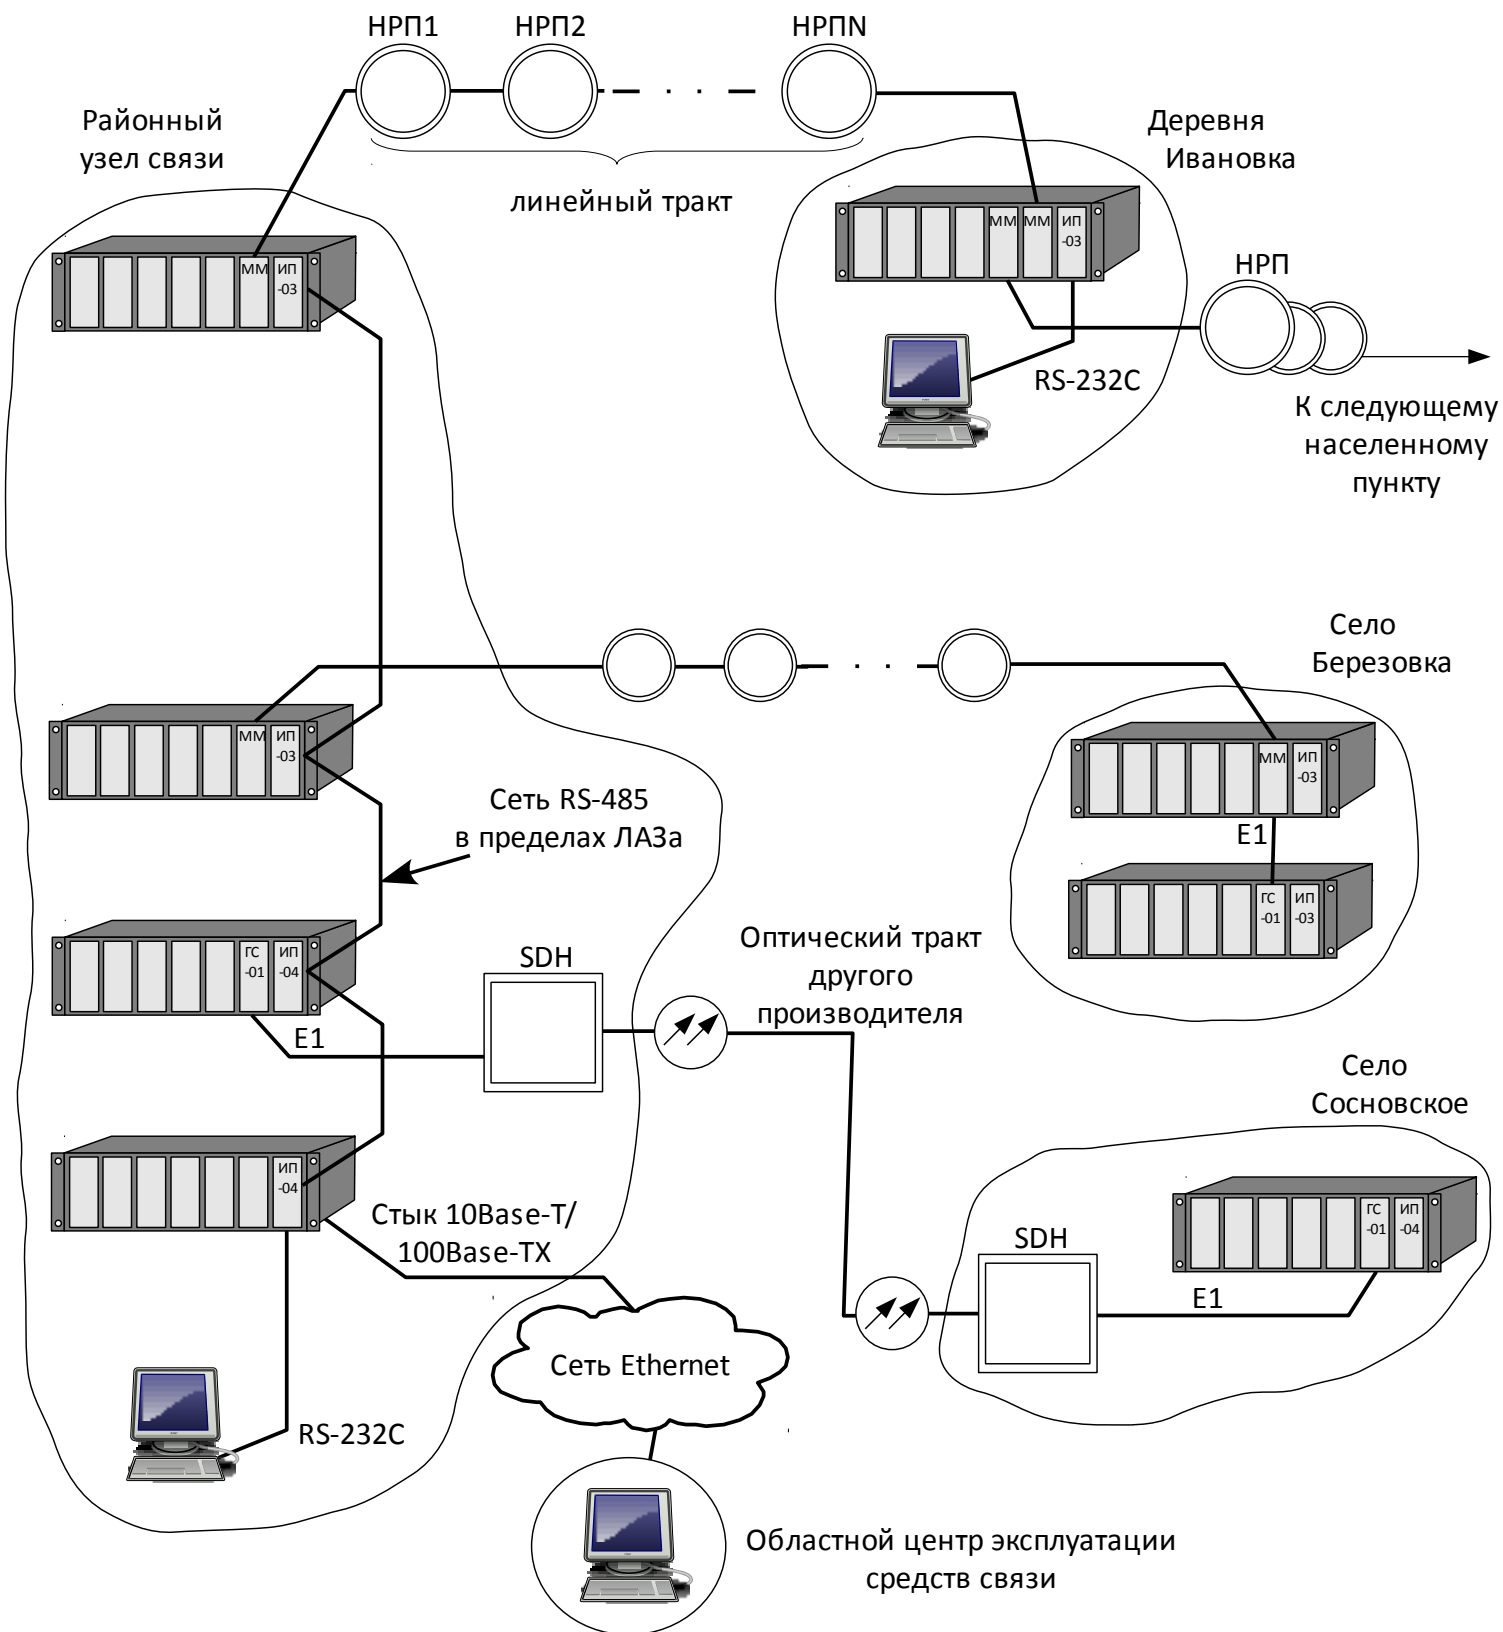 НРП1
НРП2
НРПN
Районный
узел связи
линейный тракт
Деревня
Ивановка
ММ
ИП
-03
ММ
ММ
ИП
-03
НРП
RS-232C
К следующему
населенному
пункту
ММ
ИП
-03
Село
Березовка
ММ
ИП
-03
E1
ГС
-01
ИП
-03
Сеть RS-485
в пределах ЛАЗа
ГС
-01
ИП
-04
E1
SDH
Оптический тракт
другого
производителя
Село
Сосновское
ИП
-04
Стык 10Base-T/
100Base-TX
SDH
ГС
-01
ИП
-04
E1
Сеть Ethernet
RS-232C
Областной центр эксплуатации
средств связи